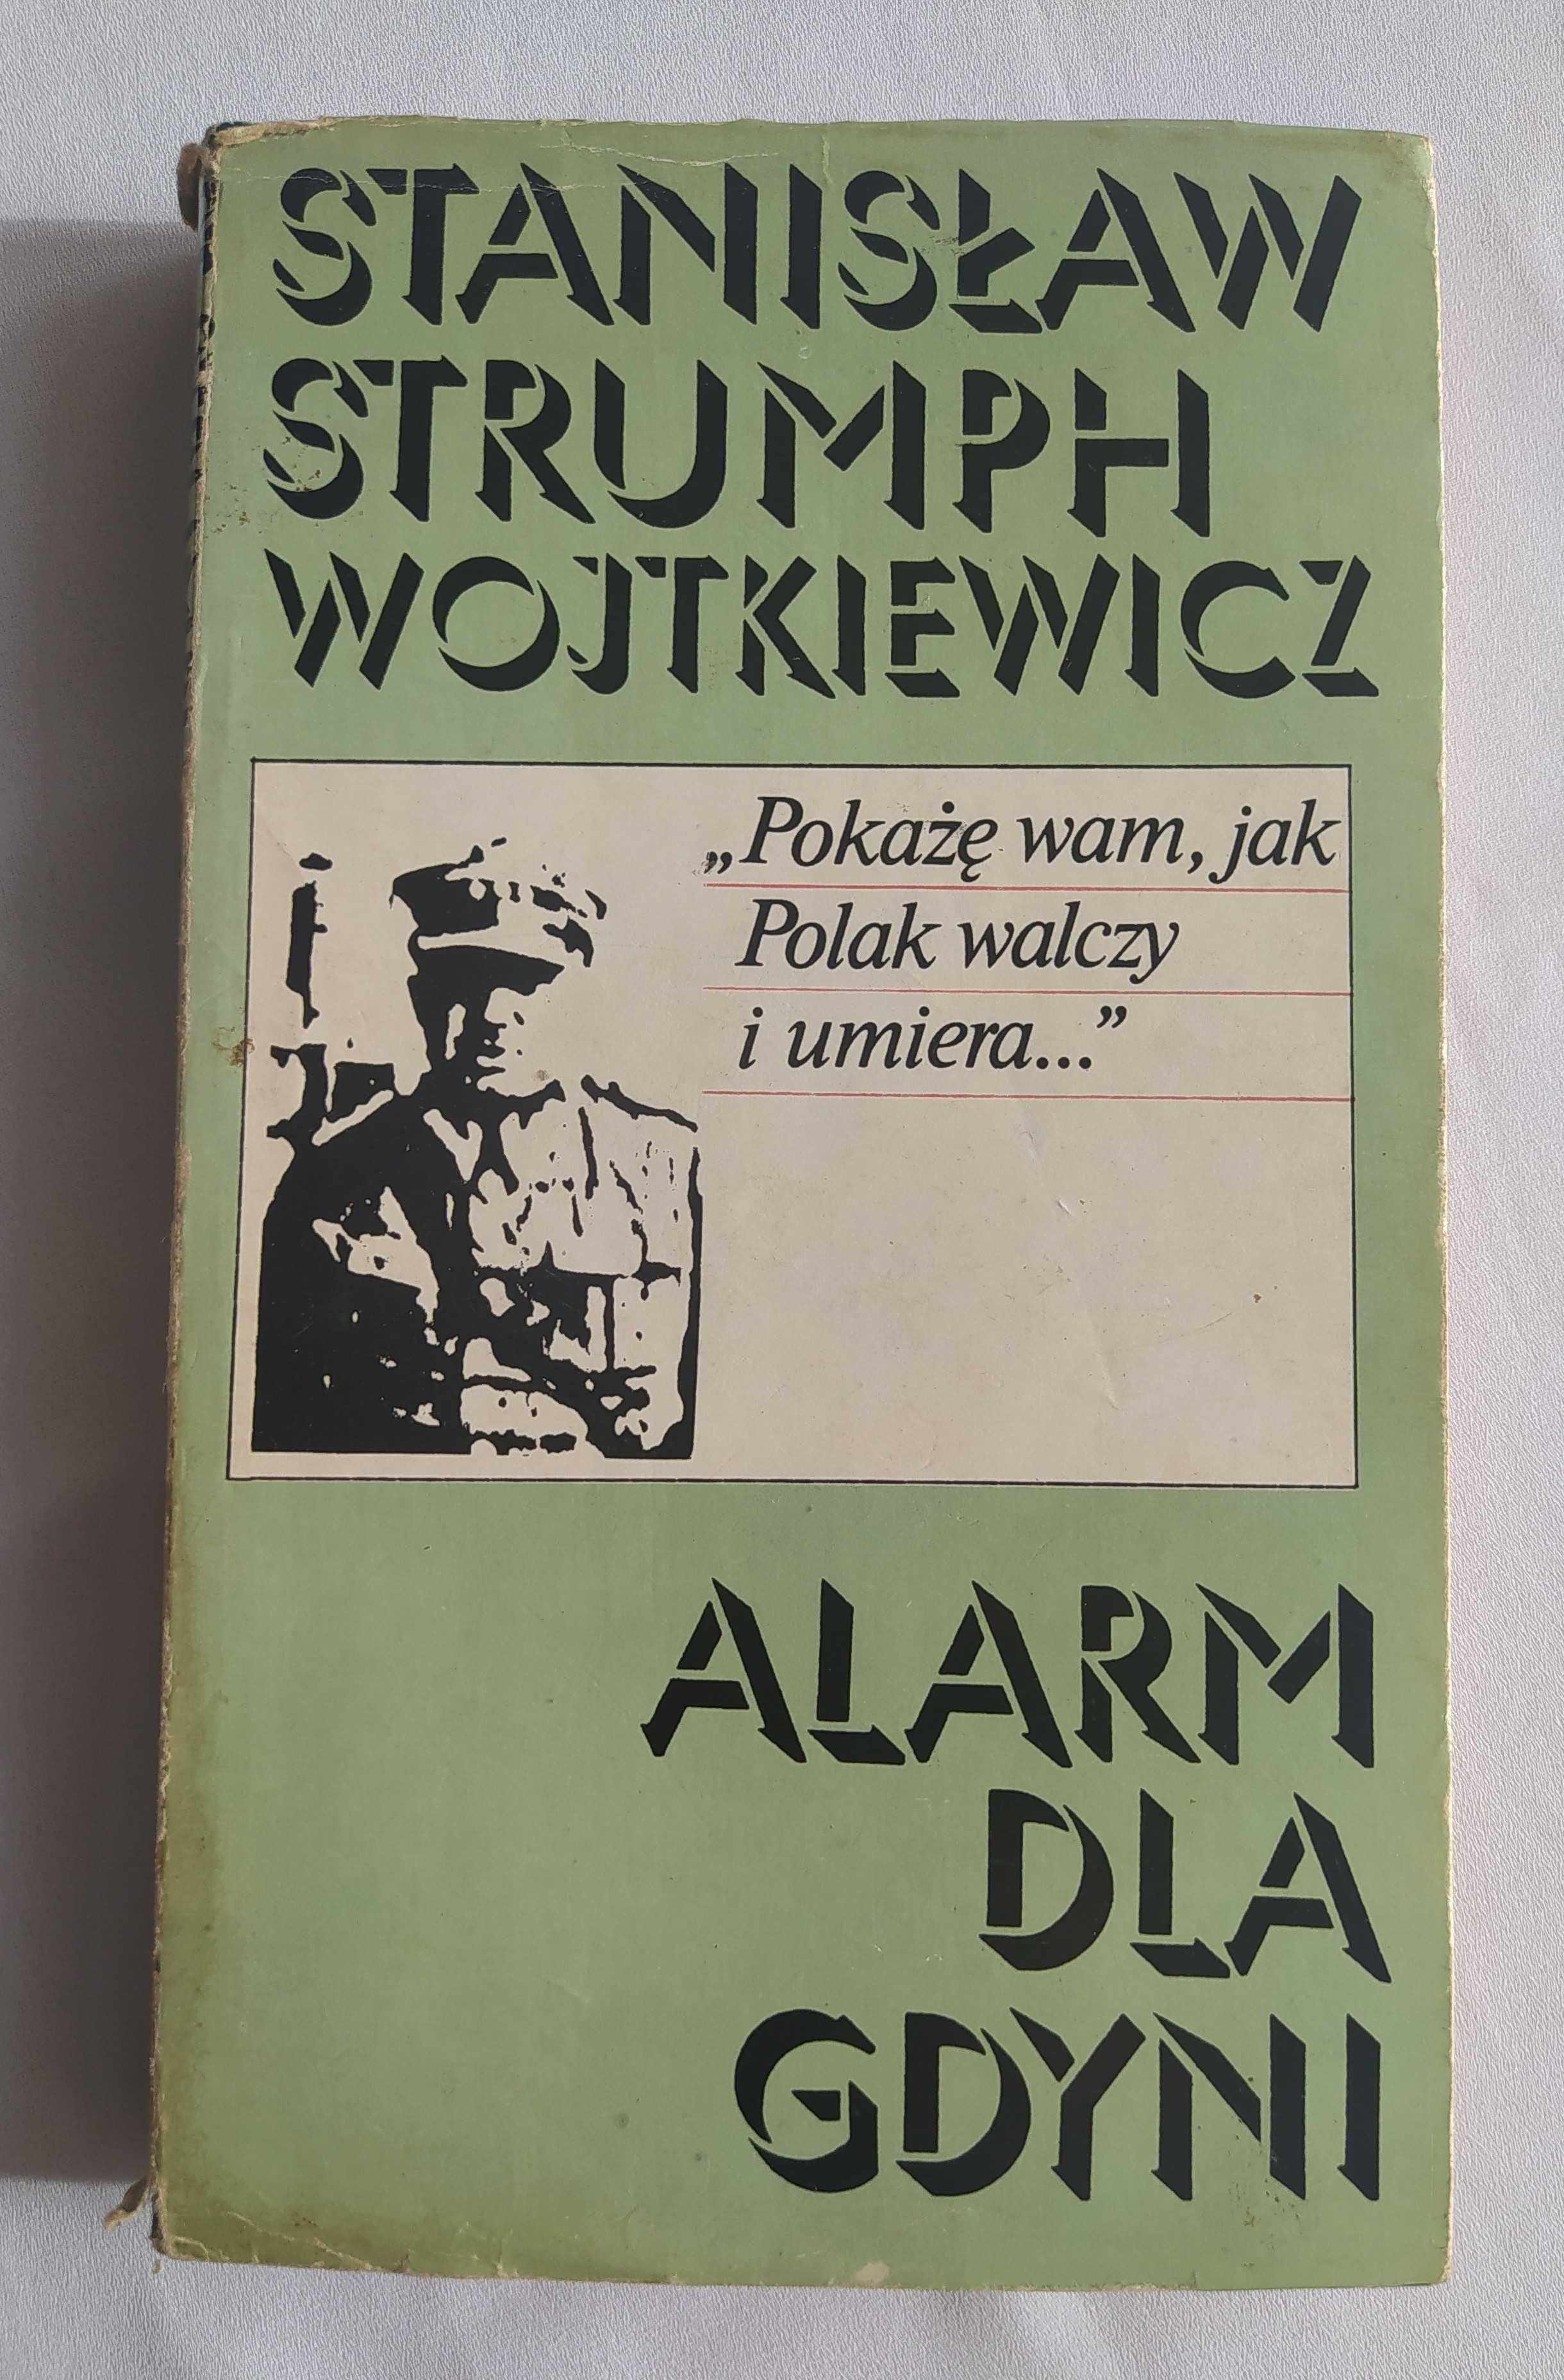 STANISŁAW
STRUMPH
WOJTKIEWICZ
„Pokażę wam, jak
Polak walczy
i umiera...”
ALARM
DLA
GDYNI